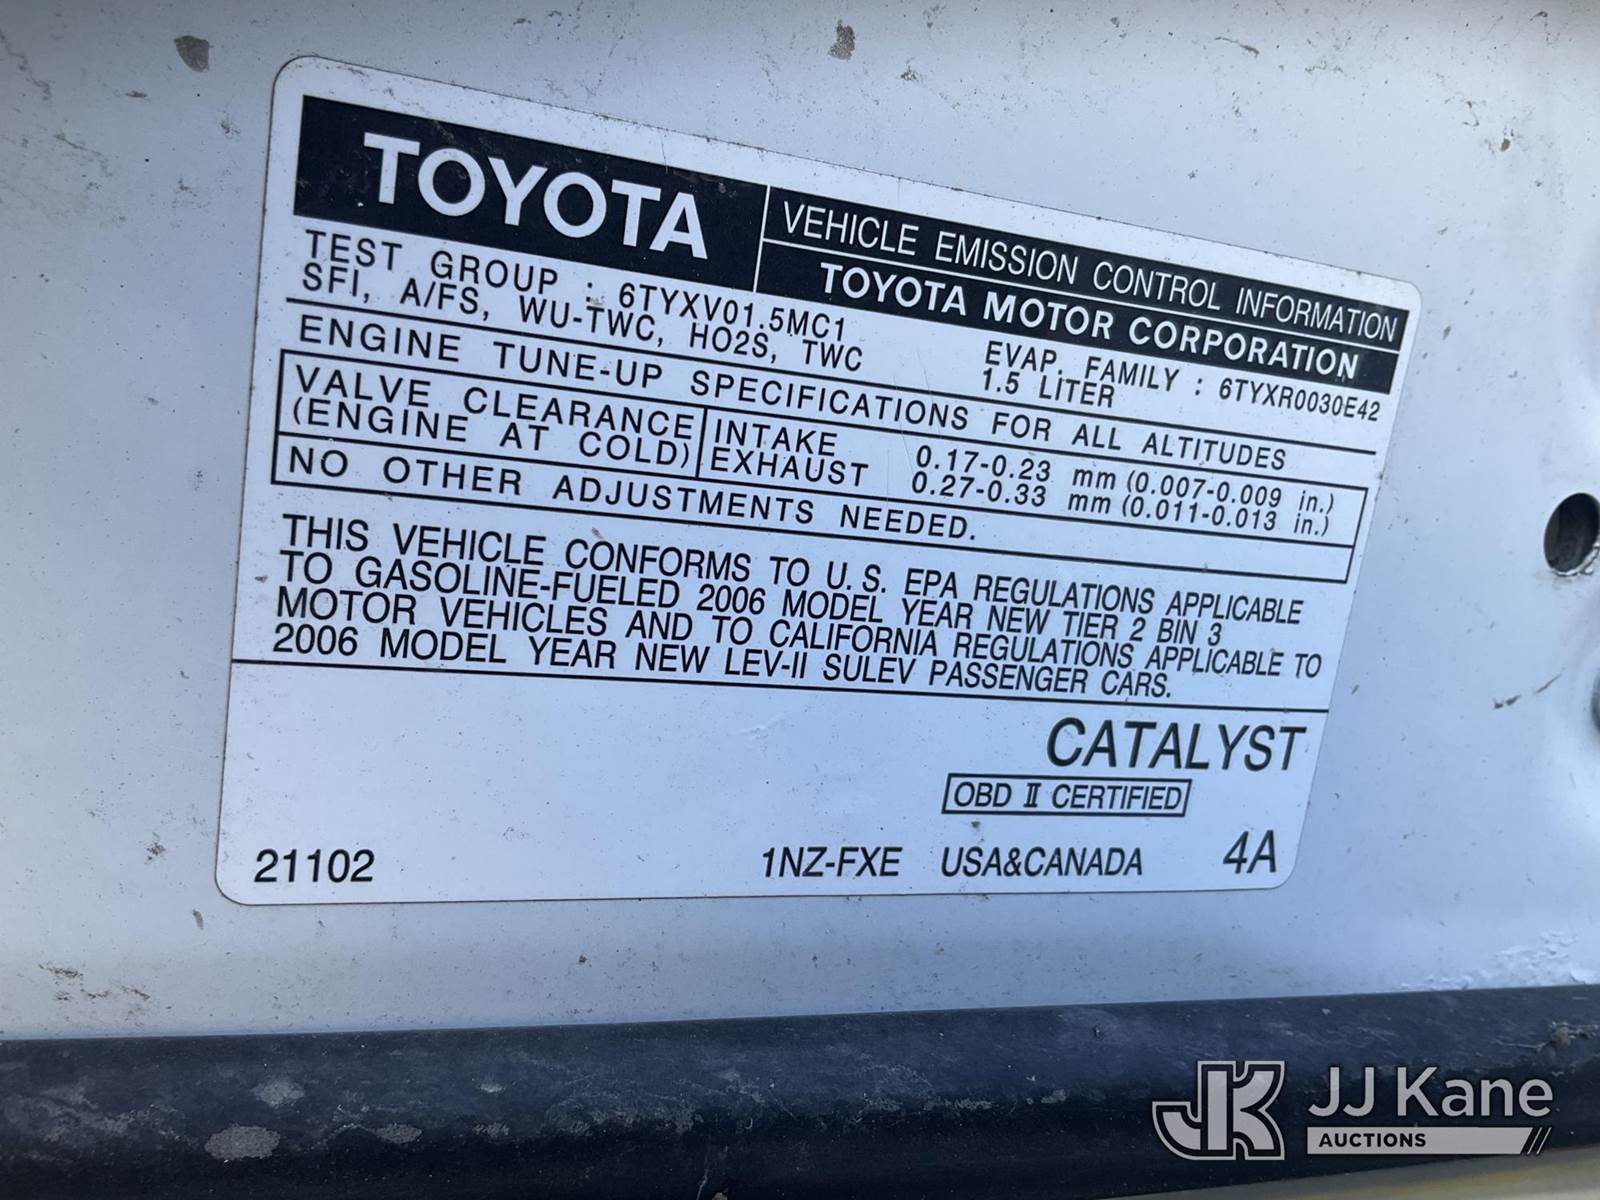 TOYOTA
VEHICLE EMISSION CONTROL INFORMATION
TOYOTA MOTOR CORPORATION
TEST GROUP : 6TYXV01.5MC1 EVAP. FAMILY : 6TYXR0030E42
SFI, A/FS, WU-TWC, HO2S, TWC 1.5 LITER
ENGINE TUNE-UP SPECIFICATIONS FOR ALL ALTITUDES
VALVE CLEARANCE INTAKE 0.17-0.23 mm (0.007-0.009 in.)
(ENGINE AT COLD) EXHAUST 0.27-0.33 mm (0.011-0.013 in.)
NO OTHER ADJUSTMENTS NEEDED.
THIS VEHICLE CONFORMS TO U.S. EPA REGULATIONS APPLICABLE
TO GASOLINE-FUELED 2006 MODEL YEAR NEW TIER 2 BIN 3
MOTOR VEHICLES AND TO CALIFORNIA REGULATIONS APPLICABLE TO
2006 MODEL YEAR NEW LEV-II SULEV PASSENGER CARS.
CATALYST
OBD II CERTIFIED
21102 1NZ-FXE USA&CANADA 4A
JK JJ Kane
AUCTIONS